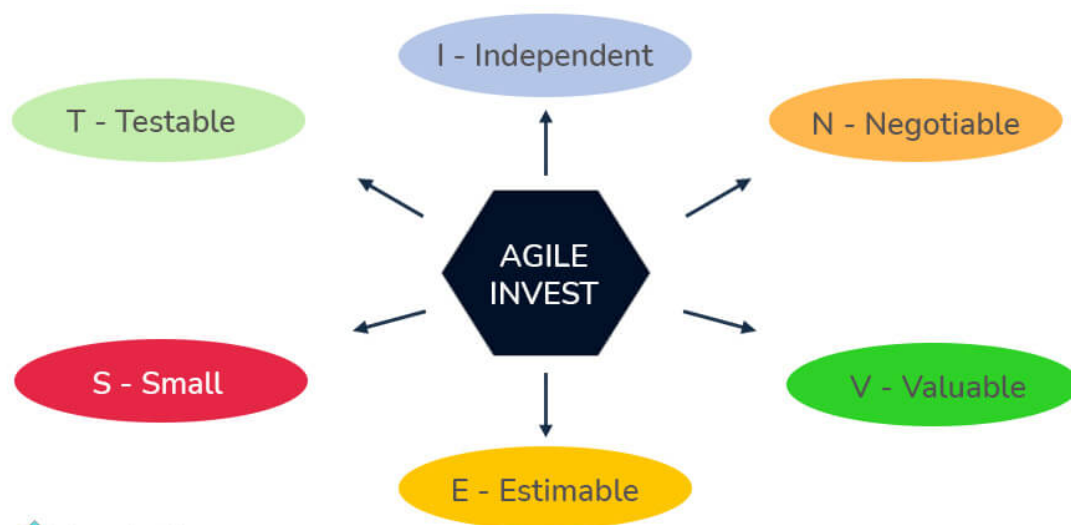 I - Independent
T - Testable
N - Negotiable
AGILE
INVEST
S - Small
V - Valuable
E - Estimable